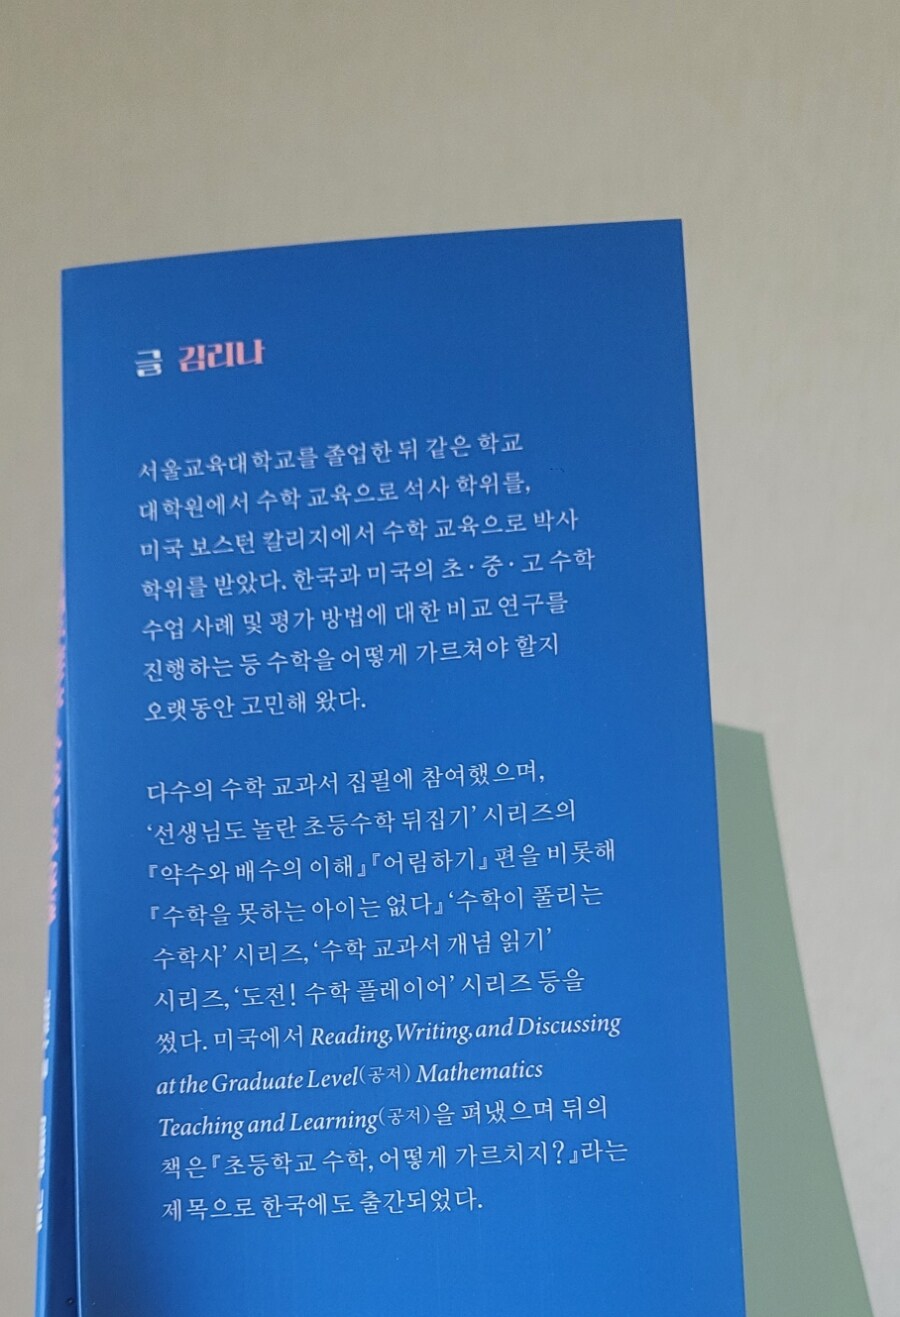 글 김리나
서울교육대학교를 졸업한 뒤 같은 학교
대학원에서 수학 교육으로 석사 학위를,
미국 보스턴 칼리지에서 수학 교육으로 박사
학위를 받았다. 한국과 미국의 초·중·고 수학
수업 사례 및 평가 방법에 대한 비교 연구를
진행하는 등 수학을 어떻게 가르쳐야 할지
오랫동안 고민해 왔다.
다수의 수학 교과서 집필에 참여했으며,
‘선생님도 놀란 초등수학 뒤집기’ 시리즈의
『약수와 배수의 이해』『어림하기』 편을 비롯해
『수학을 못하는 아이는 없다』 ‘수학이 풀리는
수학사’ 시리즈, ‘수학 교과서 개념 읽기’
시리즈, ‘도전! 수학 플레이어’ 시리즈 등을
썼다. 미국에서 Reading, Writing, and Discussing
at the Graduate Level(공저) Mathematics
Teaching and Learning(공저)을 펴냈으며 뒤의
책은 『초등학교 수학, 어떻게 가르치지?』라는
제목으로 한국에도 출간되었다.